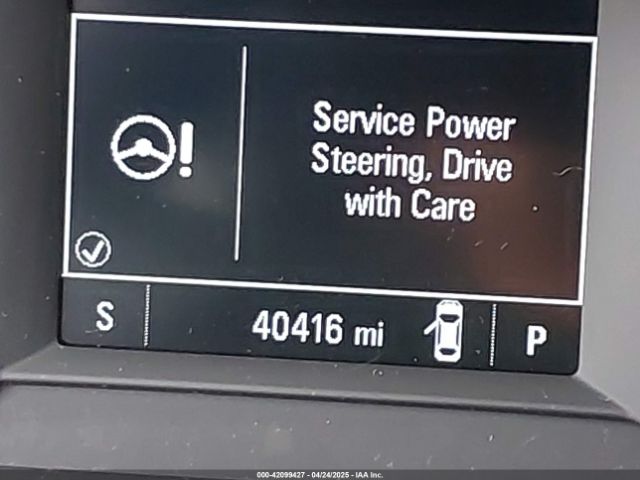 Service Power
Steering, Drive
with Care
S
40416 mi
P
000-42099427 - 04/24/2025 - IAA Inc.